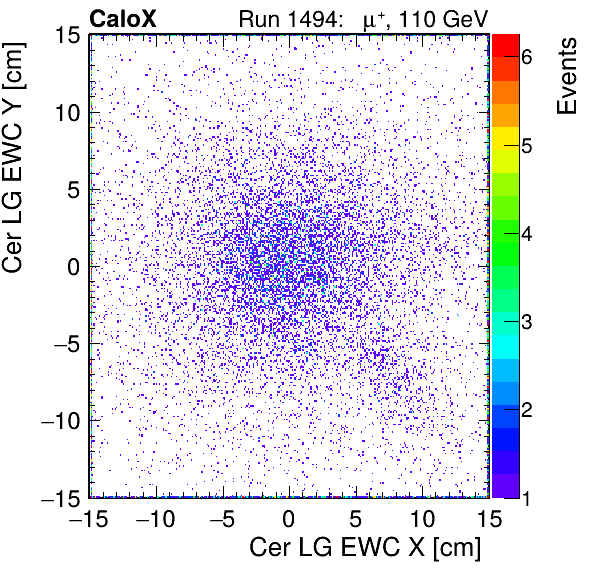 CaloX Run 1494: μ⁺, 110 GeV
Cer LG EWC Y [cm]
15
10
5
0
−5
−10
−15
−15 −10 −5 0 5 10 15
Cer LG EWC X [cm]
Events
6
5
4
3
2
1